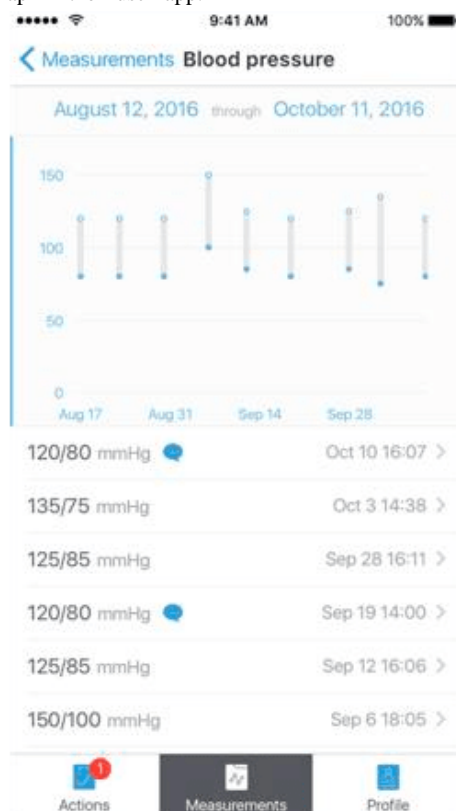 9:41 AM 100%
Measurements Blood pressure
August 12, 2016 through October 11, 2016
150
100
50
0
Aug 17 Aug 31 Sep 14 Sep 28
120/80 mmHg Oct 10 16:07
135/75 mmHg Oct 3 14:38
125/85 mmHg Sep 28 16:11
120/80 mmHg Sep 19 14:00
125/85 mmHg Sep 12 16:06
150/100 mmHg Sep 6 18:05
1
Actions Measurements Profile